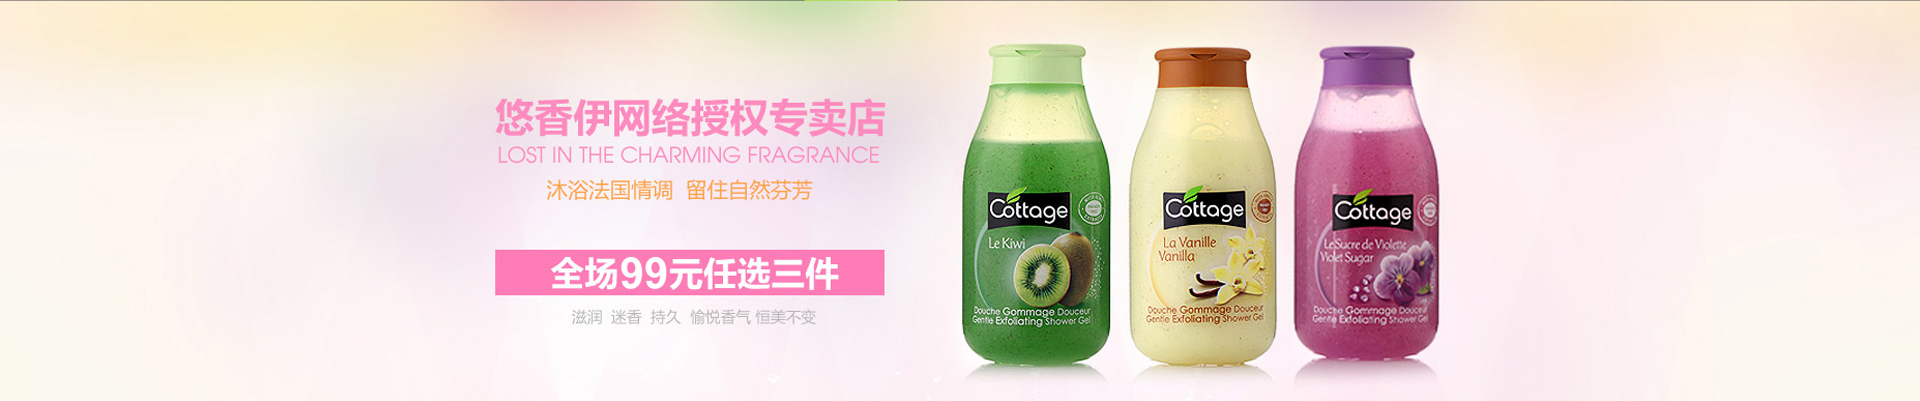 悠香伊网络授权专卖店
LOST IN THE CHARMING FRAGRANCE
沐浴法国情调 留住自然芬芳
全场99元任选三件
滋润 迷香 持久 愉悦香气 恒美不变
Cottage
Le Kiwi
Douche Gommage Douceur
Gentle Exfoliating Shower Gel
Cottage
La Vanille
Vanilla
Douche Gommage Douceur
Gentle Exfoliating Shower Gel
Cottage
Le Sucre de Violette
Violet Sugar
Douche Gommage Douceur
Gentle Exfoliating Shower Gel